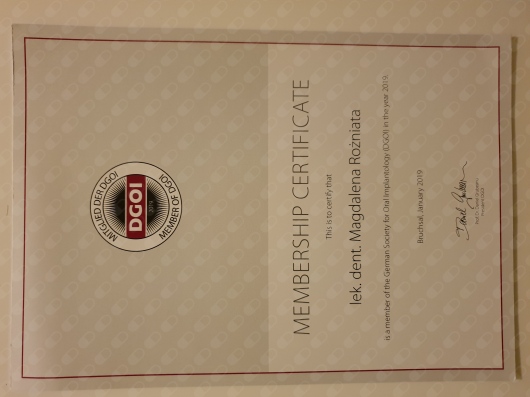 MITGLIED DER DGOI
DGOI
MEMBER OF DGOI
MEMBERSHIP CERTIFICATE
This is to certify that
lek. dent. Magdalena Rożniata
is a member of the German Society for Oral Implantology (DGOI) in the year 2019.
Bruchsal, January 2019